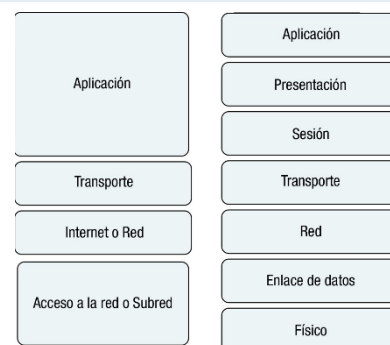 Aplicación
Transporte
Internet o Red
Acceso a la red o Subred
Aplicación
Presentación
Sesión
Transporte
Red
Enlace de datos
Físico